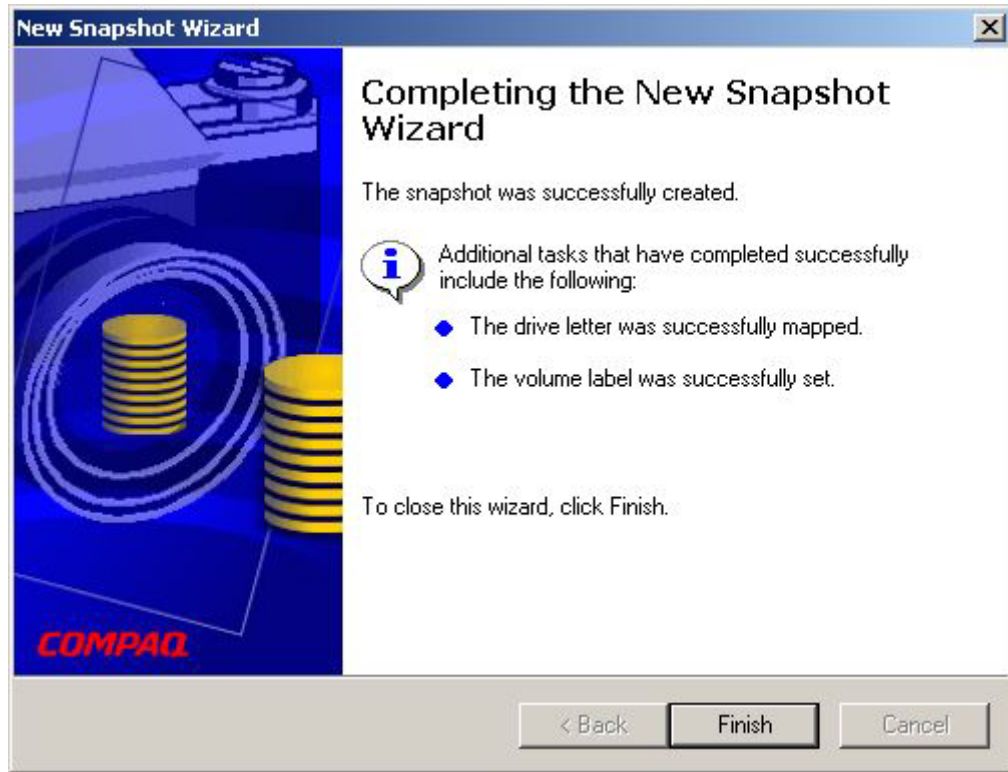 New Snapshot Wizard
Completing the New Snapshot
Wizard
The snapshot was successfully created.
Additional tasks that have completed successfully
include the following:
The drive letter was successfully mapped.
The volume label was successfully set.
To close this wizard, click Finish.
COMPAQ
< Back
Finish
Cancel